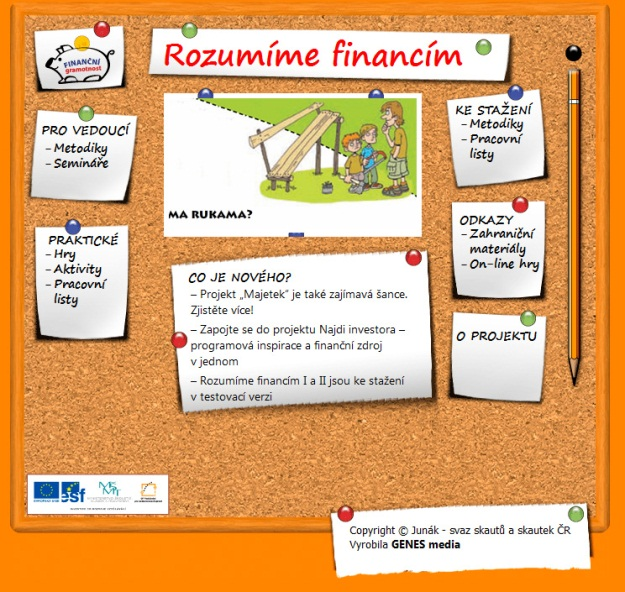 FINANČNÍ
gramotnost
Rozumíme financím
PRO VEDOUCÍ
– Metodiky
– Semináře
PRAKTICKÉ
– Hry
– Aktivity
– Pracovní
listy
MA RUKAMA?
CO JE NOVÉHO?
– Projekt „Majetek” je také zajímavá šance.
Zjistěte více!
– Zapojte se do projektu Najdi investora –
programová inspirace a finanční zdroj
v jednom
– Rozumíme financím I a II jsou ke stažení
v testovací verzi
KE STAŽENÍ
– Metodiky
– Pracovní
listy
ODKAZY
– Zahraniční
materiály
– On-line hry
O PROJEKTU
esf
Copyright © Junák - svaz skautů a skautek ČR
Vyrobila GENES media